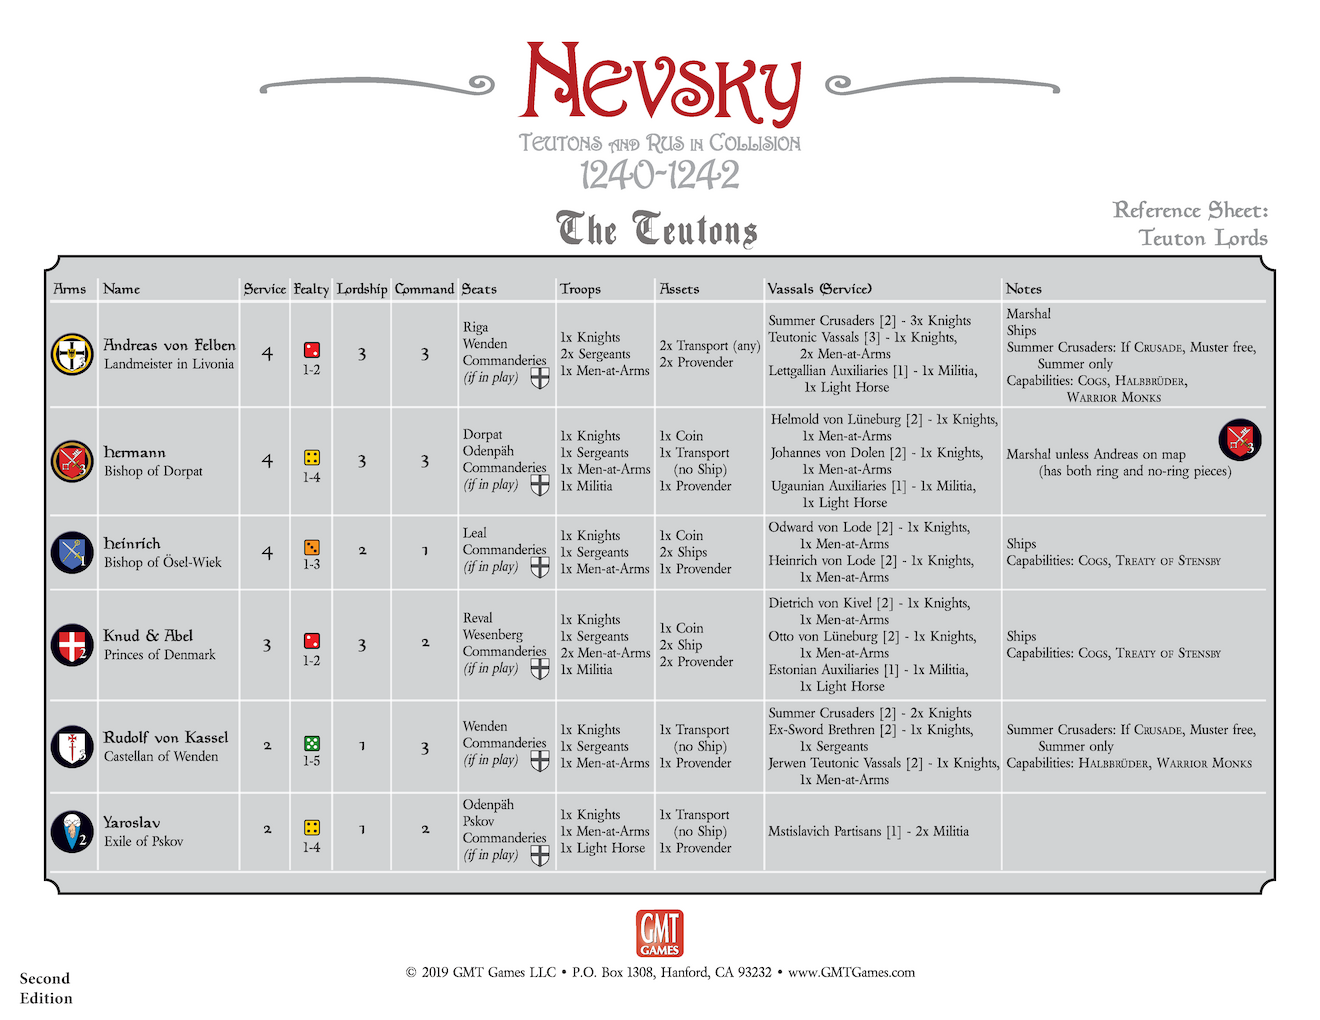 Nevsky
Teutons and Rus in Collision
1240-1242
The Teutons
Reference Sheet:
Teuton Lords
Arms Name Service Fealty Lordship Command Seats Troops Assets Vassals (Service) Notes
3
Andreas von Felben
Landmeister in Livonia
4
1-2
3
3
Riga
Wenden
Commanderies
(if in play)
1x Knights
2x Sergeants
1x Men-at-Arms
2x Transport (any)
2x Provender
Summer Crusaders [2] - 3x Knights
Teutonic Vassals [3] - 1x Knights,
2x Men-at-Arms
Lettgallian Auxiliaries [1] - 1x Militia,
1x Light Horse
Marshal
Ships
Summer Crusaders: If Crusade, Muster free,
Summer only
Capabilities: Cogs, Halbbrüder,
Warrior Monks
3
Hermann
Bishop of Dorpat
4
1-4
3
3
Dorpat
Odenpäh
Commanderies
(if in play)
1x Knights
1x Sergeants
1x Men-at-Arms
1x Militia
1x Coin
1x Transport
(no Ship)
1x Provender
Helmold von Lüneburg [2] - 1x Knights,
1x Men-at-Arms
Johannes von Dolen [2] - 1x Knights,
1x Men-at-Arms
Ugaunian Auxiliaries [1] - 1x Militia,
1x Light Horse
Marshal unless Andreas on map
(has both ring and no-ring pieces)
3
1
Heinrich
Bishop of Ösel-Wiek
4
1-3
2
1
Leal
Commanderies
(if in play)
1x Knights
1x Sergeants
1x Men-at-Arms
1x Coin
2x Ships
1x Provender
Odward von Lode [2] - 1x Knights,
1x Men-at-Arms
Heinrich von Lode [2] - 1x Knights,
1x Men-at-Arms
Ships
Capabilities: Cogs, Treaty of Stensby
2
Knud & Abel
Princes of Denmark
3
1-2
3
2
Reval
Wesenberg
Commanderies
(if in play)
1x Knights
1x Sergeants
2x Men-at-Arms
1x Militia
1x Coin
2x Ship
2x Provender
Dietrich von Kivel [2] - 1x Knights,
1x Men-at-Arms
Otto von Lüneburg [2] - 1x Knights,
1x Men-at-Arms
Estonian Auxiliaries [1] - 1x Militia,
1x Light Horse
Ships
Capabilities: Cogs, Treaty of Stensby
3
Rudolf von Kassel
Castellan of Wenden
2
1-5
1
3
Wenden
Commanderies
(if in play)
1x Knights
1x Sergeants
1x Men-at-Arms
1x Transport
(no Ship)
1x Provender
Summer Crusaders [2] - 2x Knights
Ex-Sword Brethren [2] - 1x Knights,
1x Sergeants
Jerwen Teutonic Vassals [2] - 1x Knights,
1x Men-at-Arms
Summer Crusaders: If Crusade, Muster free,
Summer only
Capabilities: Halbbrüder, Warrior Monks
2
Yaroslav
Exile of Pskov
2
1-4
1
2
Odenpäh
Pskov
Commanderies
(if in play)
1x Knights
1x Men-at-Arms
1x Light Horse
1x Transport
(no Ship)
1x Provender
Mstislavich Partisans [1] - 2x Militia
GMT
GAMES
© 2019 GMT Games LLC • P.O. Box 1308, Hanford, CA 93232 • www.GMTGames.com
Second
Edition